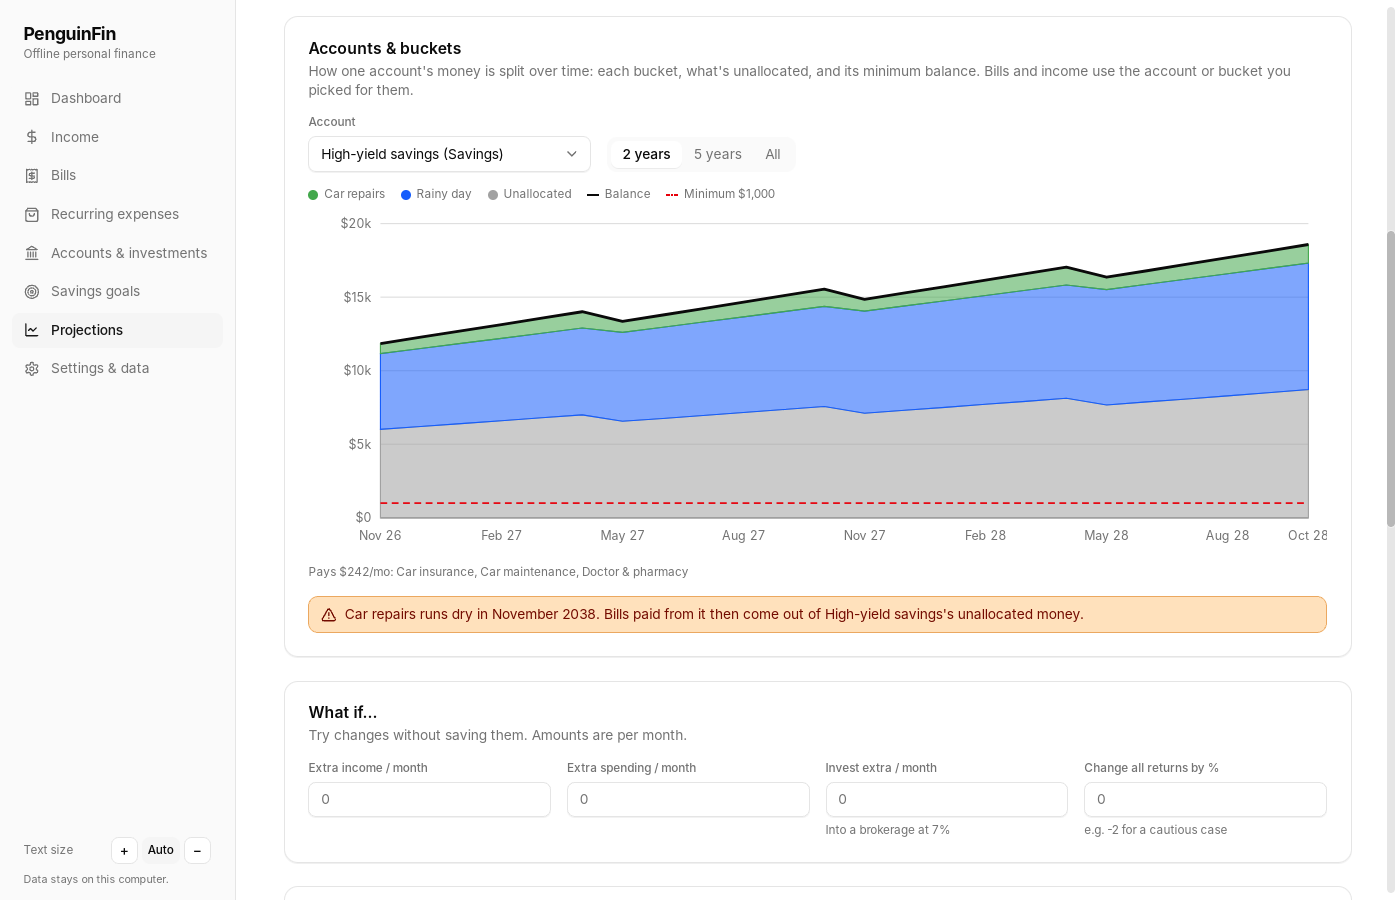 PenguinFin
Offline personal finance
Dashboard
Income
Bills
Recurring expenses
Accounts & investments
Savings goals
Projections
Settings & data
Text size
+
Auto
−
Data stays on this computer.
Accounts & buckets
How one account's money is split over time: each bucket, what's unallocated, and its minimum balance. Bills and income use the account or bucket you
picked for them.
Account
High-yield savings (Savings)
2 years
5 years
All
Car repairs
Rainy day
Unallocated
Balance
Minimum $1,000
$20k
$15k
$10k
$5k
$0
Nov 26
Feb 27
May 27
Aug 27
Nov 27
Feb 28
May 28
Aug 28
Oct 28
Pays $242/mo: Car insurance, Car maintenance, Doctor & pharmacy
Car repairs runs dry in November 2038. Bills paid from it then come out of High-yield savings's unallocated money.
What if...
Try changes without saving them. Amounts are per month.
Extra income / month
Extra spending / month
Invest extra / month
Change all returns by %
0
0
0
0
Into a brokerage at 7%
e.g. -2 for a cautious case